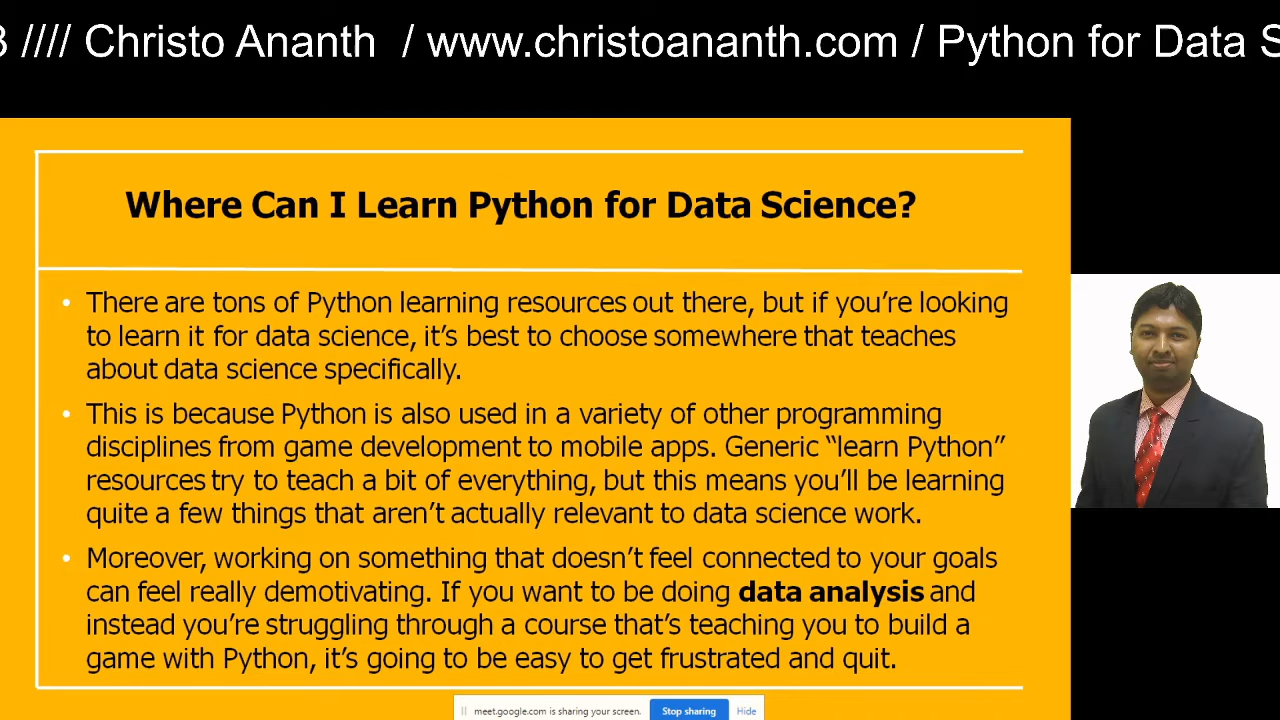 3 //// Christo Ananth / www.christoananth.com / Python for Data S
Where Can I Learn Python for Data Science?
• There are tons of Python learning resources out there, but if you’re looking
to learn it for data science, it’s best to choose somewhere that teaches
about data science specifically.
• This is because Python is also used in a variety of other programming
disciplines from game development to mobile apps. Generic “learn Python”
resources try to teach a bit of everything, but this means you’ll be learning
quite a few things that aren’t actually relevant to data science work.
• Moreover, working on something that doesn’t feel connected to your goals
can feel really demotivating. If you want to be doing data analysis and
instead you’re struggling through a course that’s teaching you to build a
game with Python, it’s going to be easy to get frustrated and quit.
meet.google.com is sharing your screen. Stop sharing Hide